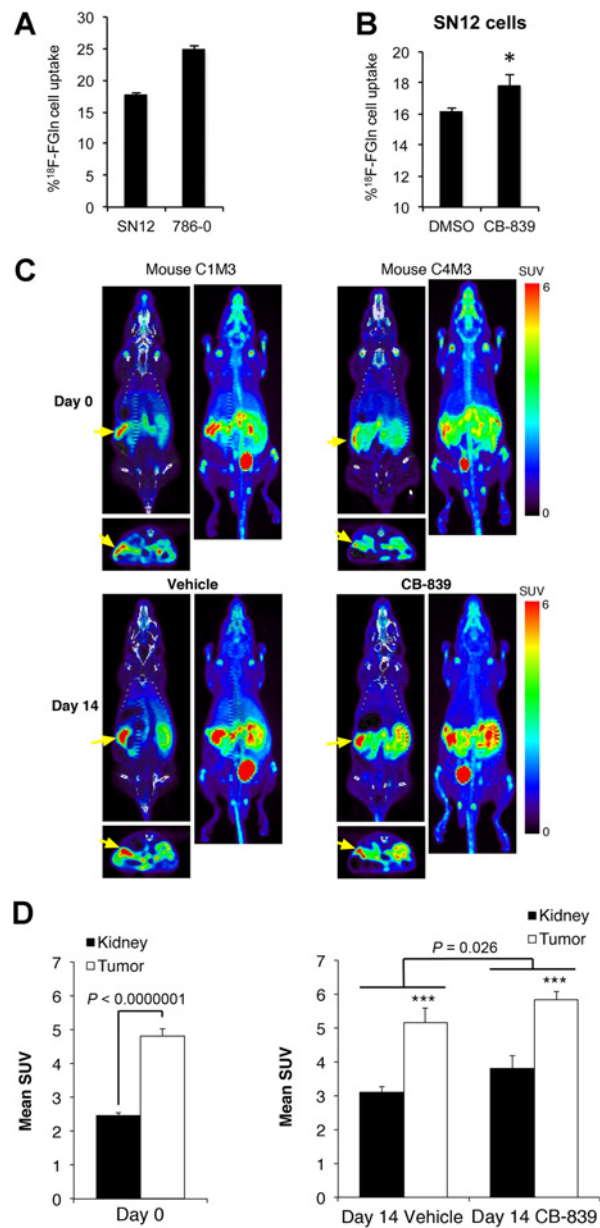 A
%18F-FGln cell uptake
30
25
20
15
10
5
0
SN12 786-0
B
SN12 cells
%18F-FGln cell uptake
18
16
14
12
10
*
DMSO CB-839
C
Mouse C1M3
Mouse C4M3
SUV
6
0
Day 0
Vehicle
CB-839
SUV
6
0
Day 14
D
Kidney
Tumor
P < 0.0000001
Mean SUV
7
6
5
4
3
2
1
0
Day 0
Kidney
Tumor
P = 0.026
***
***
Mean SUV
7
6
5
4
3
2
1
0
Day 14 Vehicle Day 14 CB-839